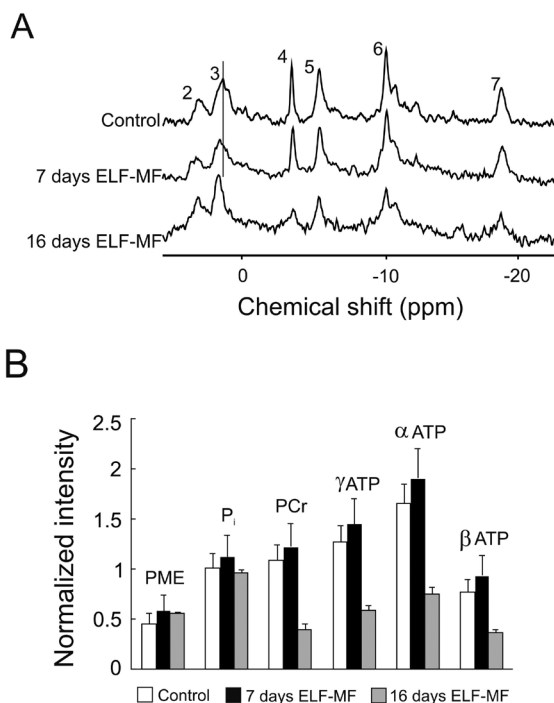 A
2
3
4
5
6
7
Control
7 days ELF-MF
16 days ELF-MF
0
-10
-20
Chemical shift (ppm)
B
Normalized intensity
2.5
2
1.5
1
0.5
0
PME
Pi
PCr
γATP
α ATP
β ATP
Control 7 days ELF-MF 16 days ELF-MF